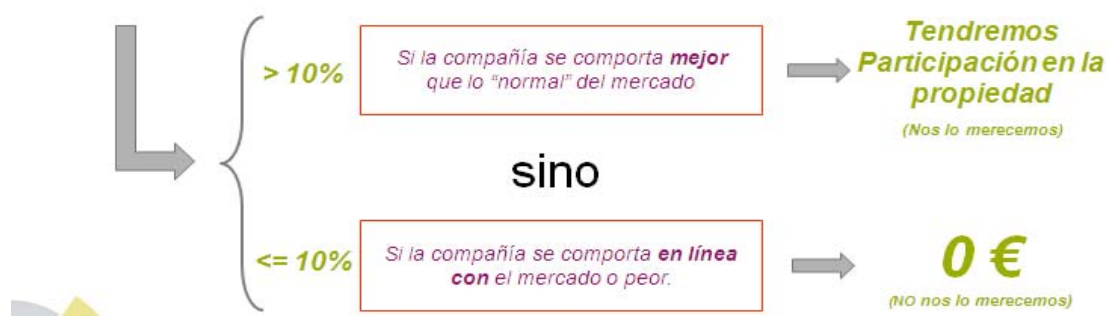 > 10%
Si la compañía se comporta mejor
que lo "normal" del mercado
Tendremos
Participación en la
propiedad
(Nos lo merecemos)
sino
<= 10%
Si la compañía se comporta en línea
con el mercado o peor.
0 €
(NO nos lo merecemos)